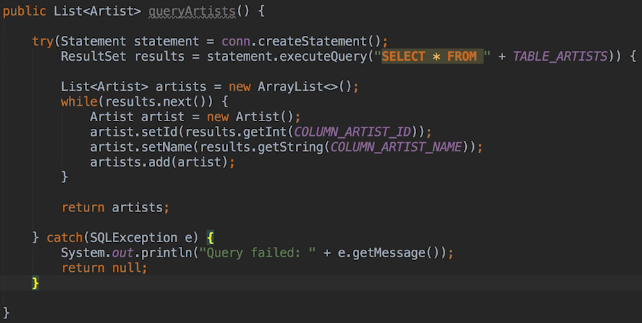 public List<Artist> queryArtists() {
try(Statement statement = conn.createStatement();
ResultSet results = statement.executeQuery("SELECT * FROM " + TABLE_ARTISTS)) {
List<Artist> artists = new ArrayList<>();
while(results.next()) {
Artist artist = new Artist();
artist.setId(results.getInt(COLUMN_ARTIST_ID));
artist.setName(results.getString(COLUMN_ARTIST_NAME));
artists.add(artist);
}
return artists;
} catch(SQLException e) {
System.out.println("Query failed: " + e.getMessage());
return null;
}
}